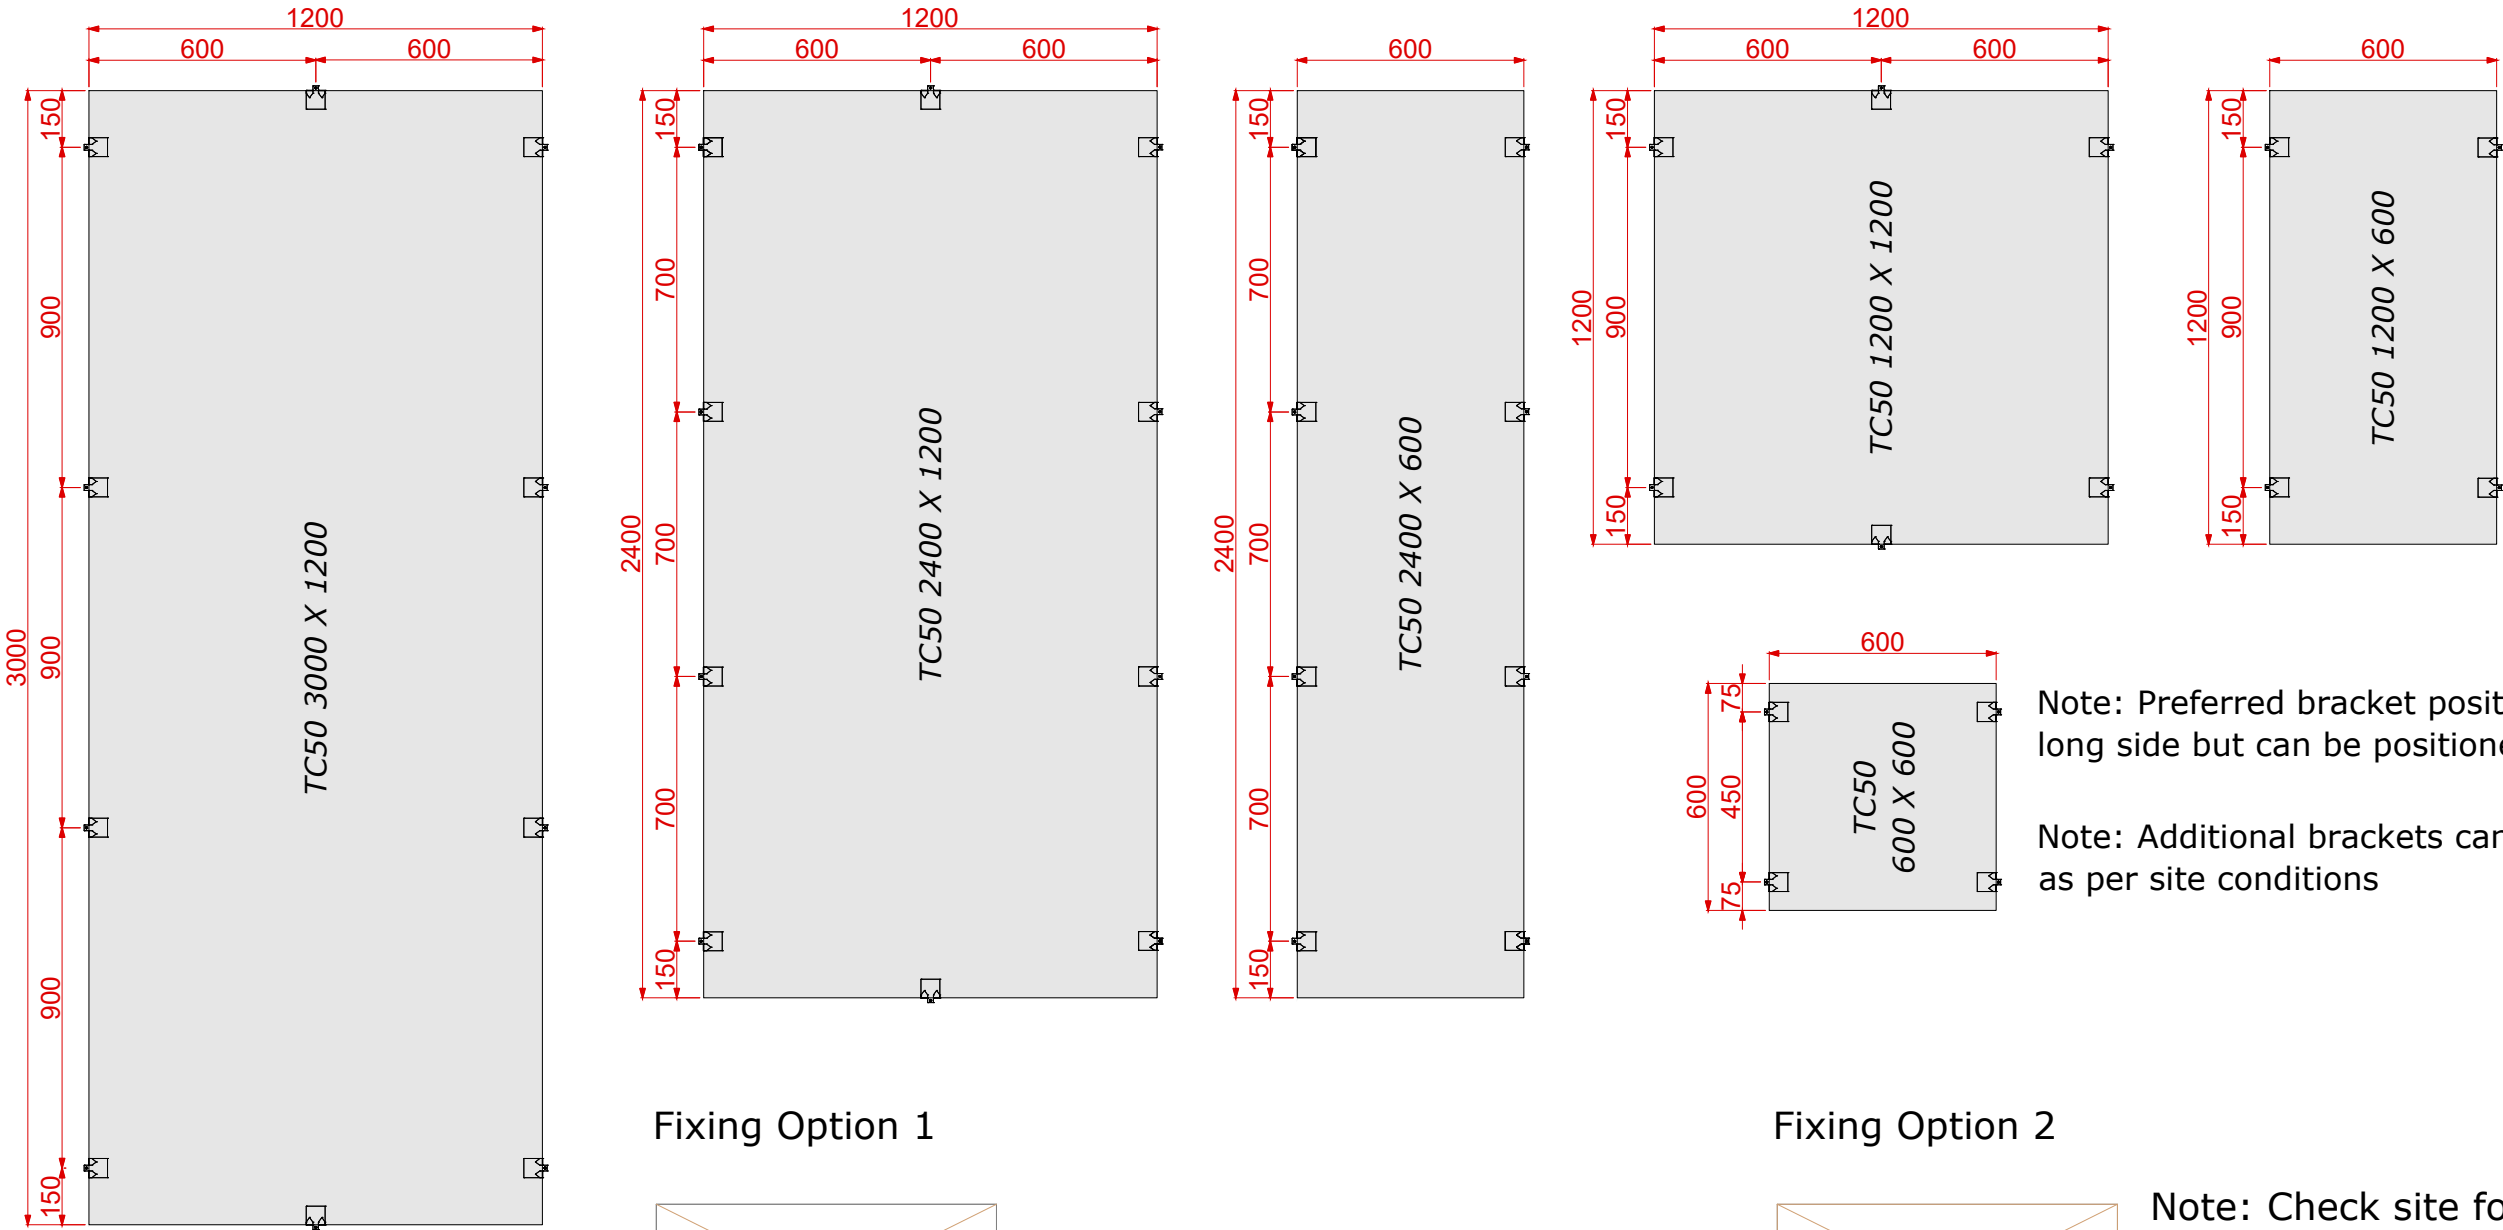 1200
600 600
150
900
900
900
150
3000
TC50 3000 X 1200
1200
600 600
150
700
700
700
150
2400
TC50 2400 X 1200
600
150
700
700
700
150
2400
TC50 2400 X 600
1200
600 600
150
900
150
1200
TC50 1200 X 1200
600
150
900
150
1200
TC50 1200 X 600
600
75
450
75
600
TC50
600 X 600
Note: Preferred bracket
long side but can be
Note: Additional brackets
as per site conditions
Fixing Option 1
Fixing Option 2
Note: Check site